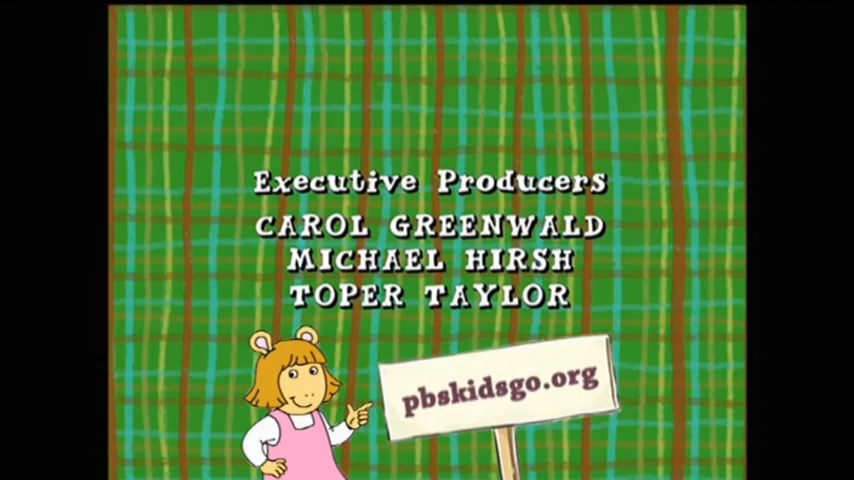 Executive Producers
CAROL GREENWALD
MICHAEL HIRSH
TOPER TAYLOR
pbskidsgo.org